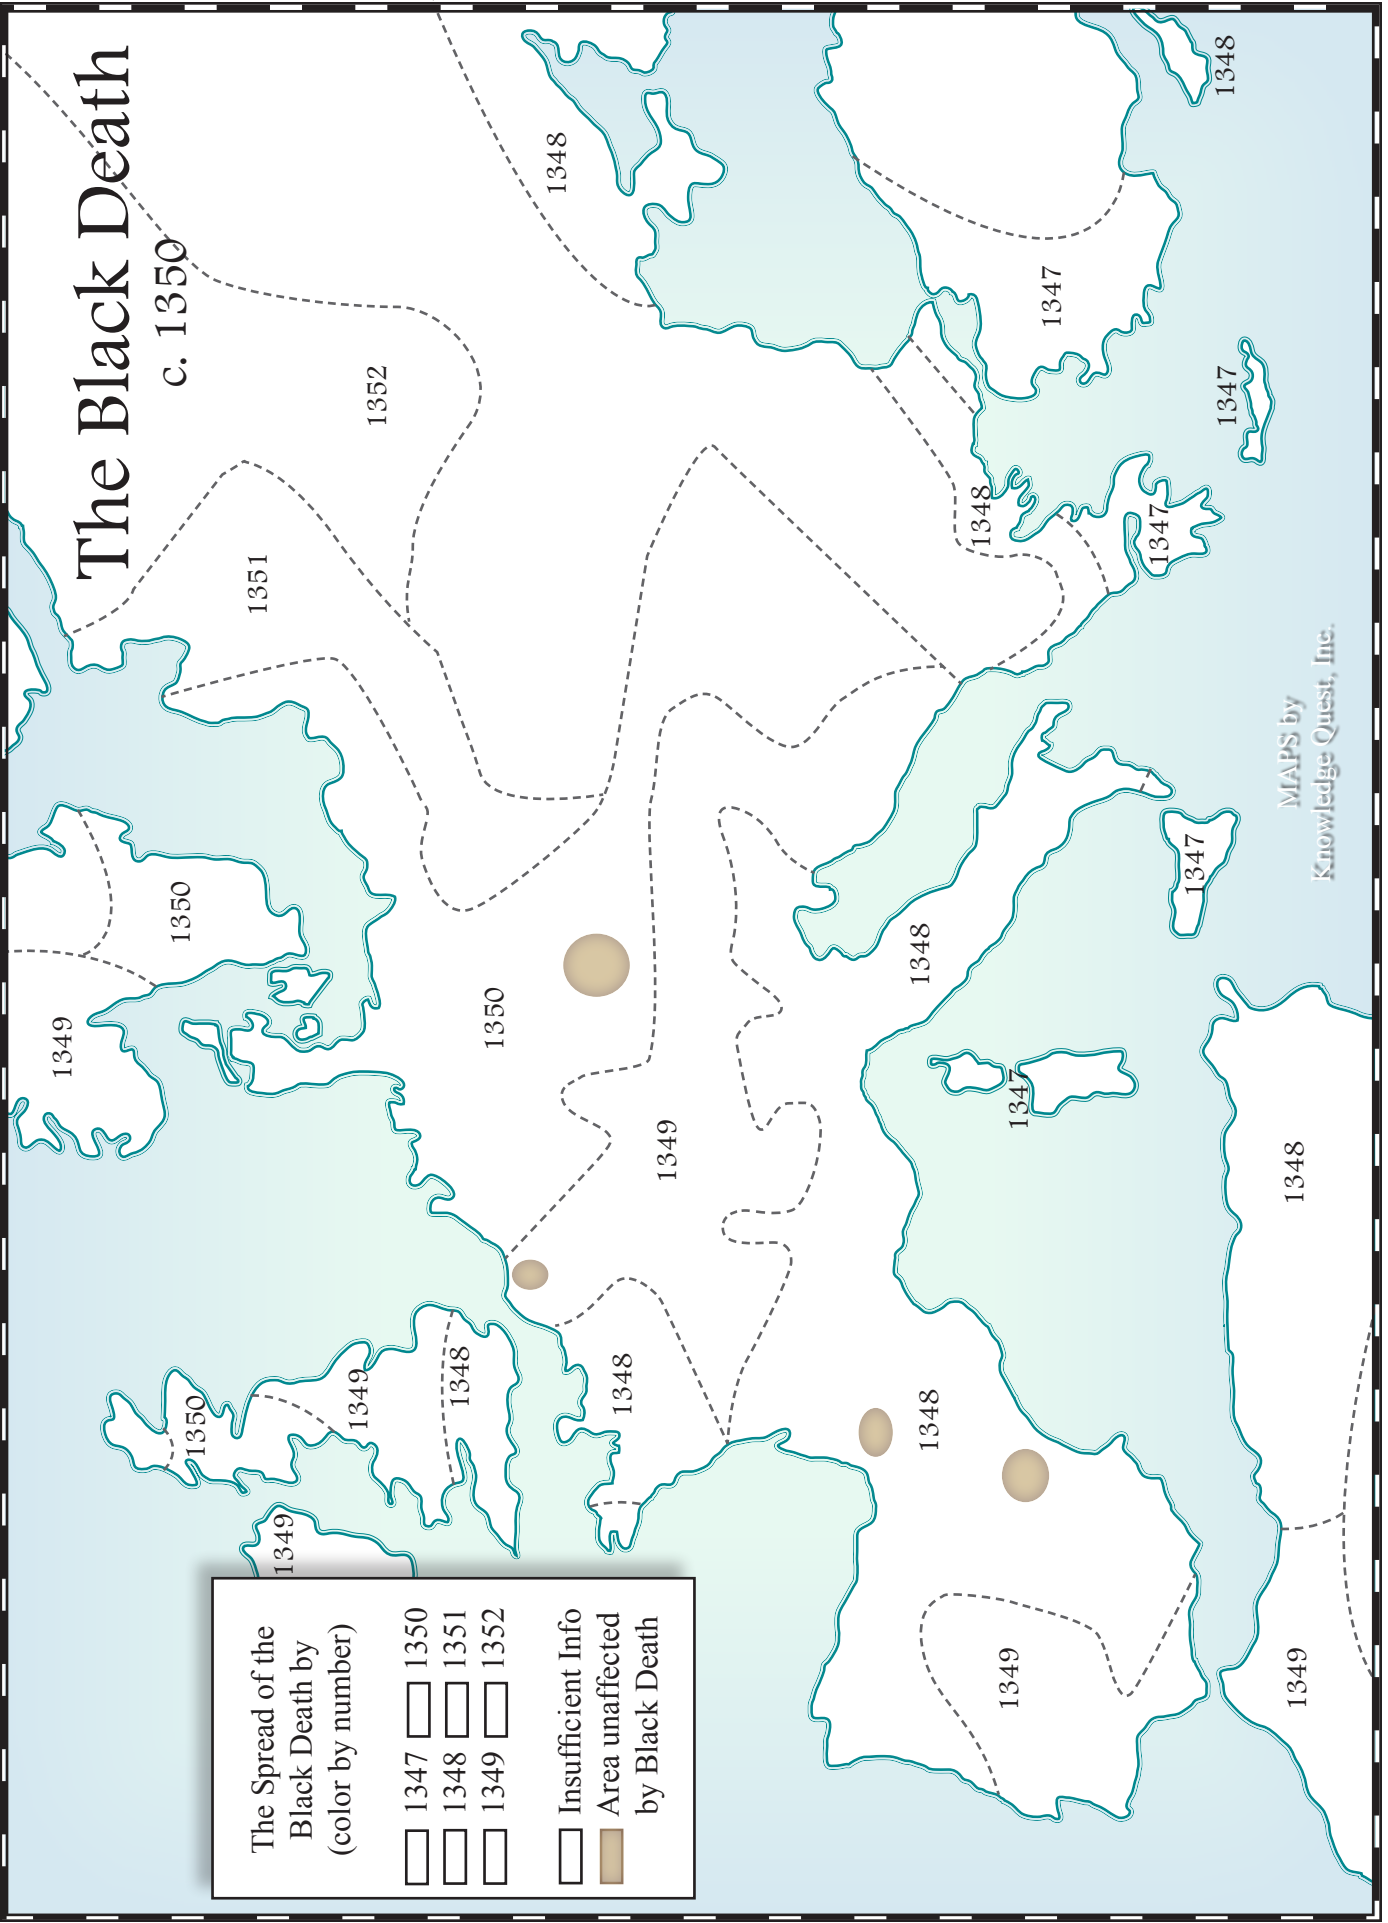 The Black Death
c. 1350
1349
1350
1350
1351
1349
1349
1352
1348
1350
1348
1348
1349
1348
1348
1348
1349
1347
1347
1347
1347
1348
1347
1348
1349
The Spread of the
Black Death by
(color by number)
1347 1350
1348 1351
1349 1352
Insufficient Info
Area unaffected
by Black Death
MAPS by
Knowledge Quest, Inc.